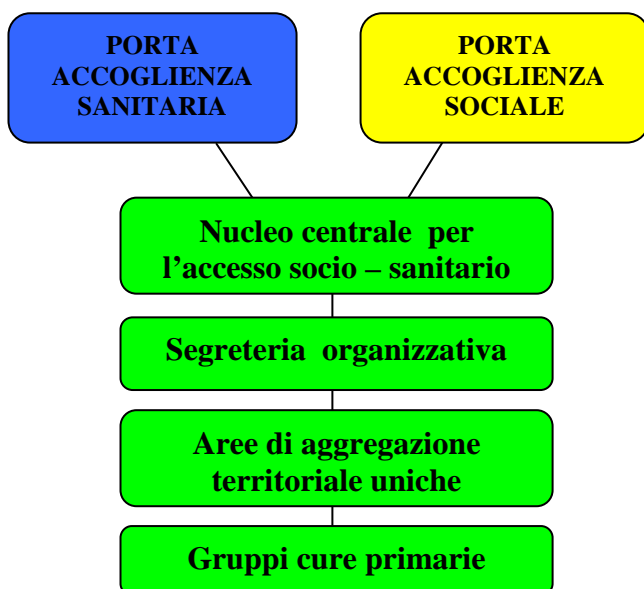 PORTA
ACCOGLIENZA
SANITARIA
PORTA
ACCOGLIENZA
SOCIALE
Nucleo centrale per
l’accesso socio – sanitario
Segreteria organizzativa
Aree di aggregazione
territoriale uniche
Gruppi cure primarie